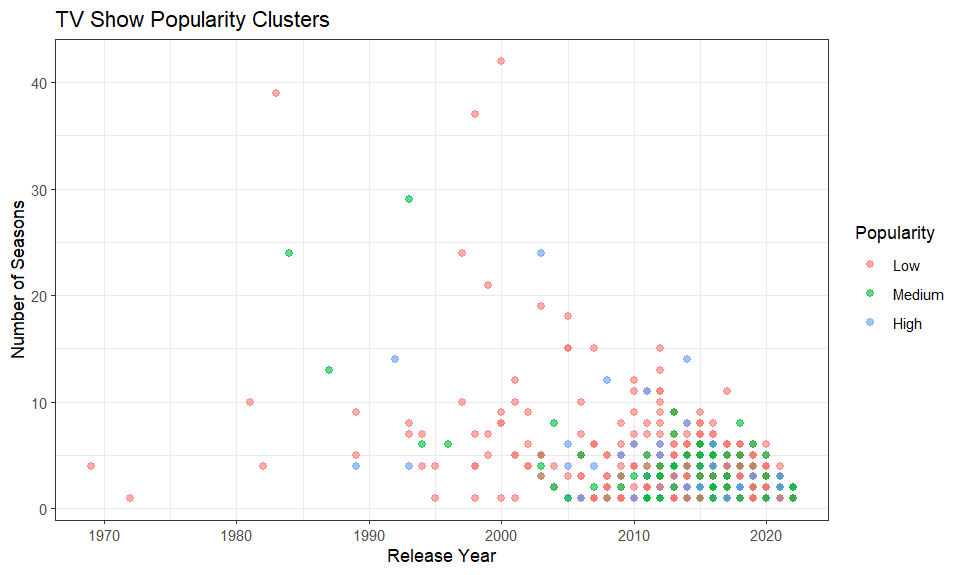 TV Show Popularity Clusters
Number of Seasons
40
30
20
10
0
1970 1980 1990 2000 2010 2020
Release Year
Popularity
Low
Medium
High